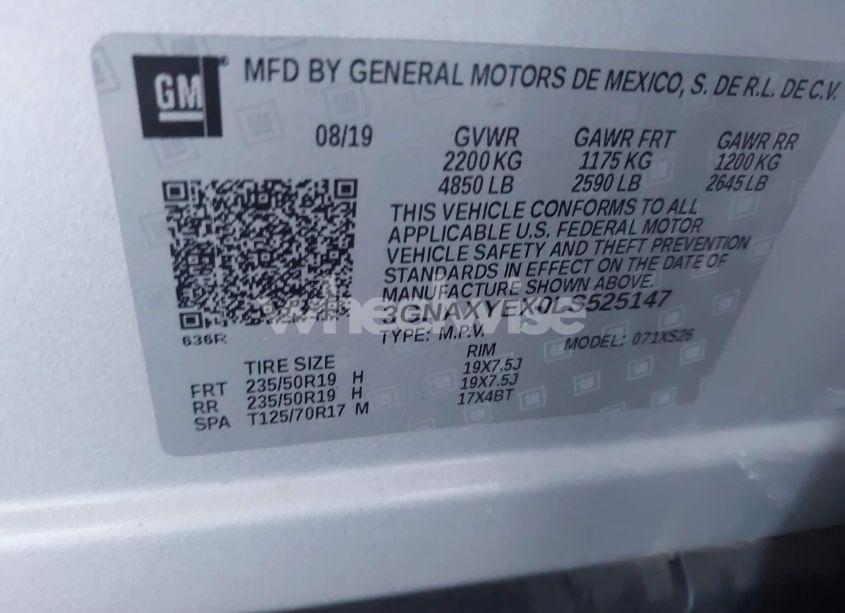 GM
MFD BY GENERAL MOTORS DE MEXICO, S. DE R.L. DE C.V.
08/19 GVWR GAWR FRT GAWR RR
2200 KG 1175 KG 1200 KG
4850 LB 2590 LB 2645 LB
THIS VEHICLE CONFORMS TO ALL
APPLICABLE U.S. FEDERAL MOTOR
VEHICLE SAFETY AND THEFT PREVENTION
STANDARDS IN EFFECT ON THE DATE OF
MANUFACTURE SHOWN ABOVE.
3GNAXYEX0LS525147
636R TYPE: M.P.V. MODEL: 071XS26
TIRE SIZE RIM
FRT 235/50R19 H 19X7.5J
RR 235/50R19 H 19X7.5J
SPA T125/70R17 M 17X4BT